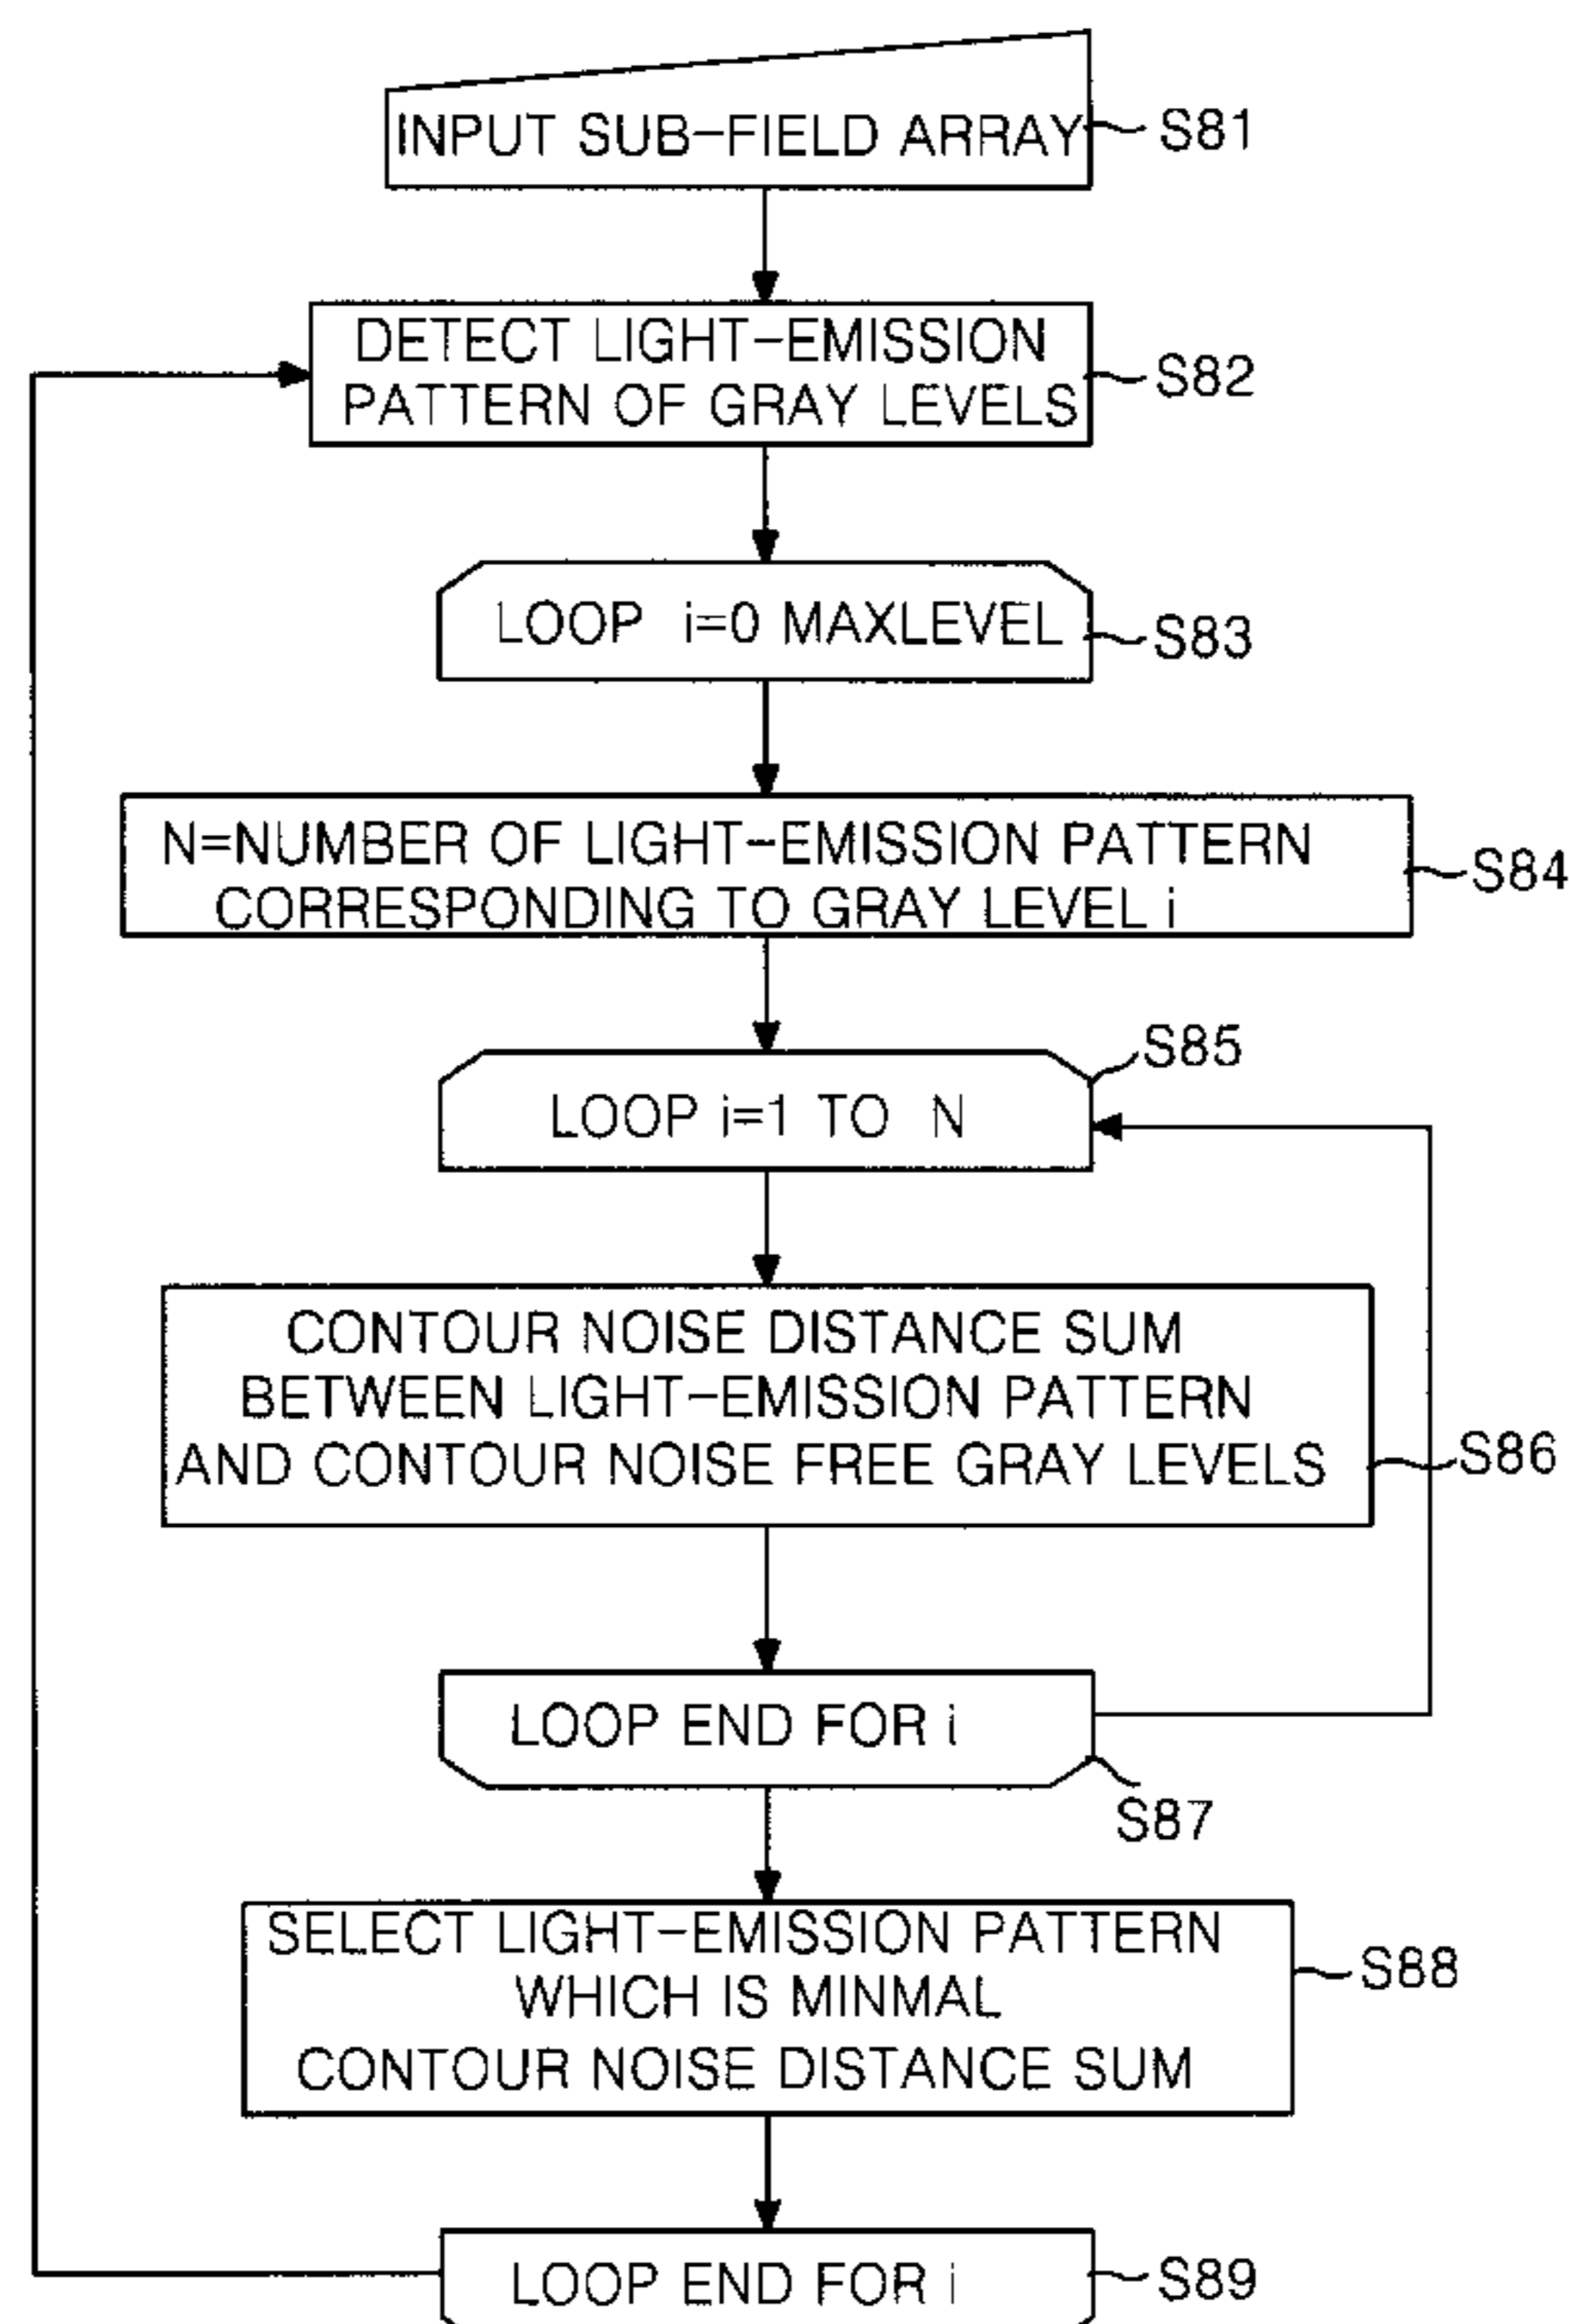 INPUT SUB-FIELD ARRAY
S81
DETECT LIGHT-EMISSION
PATTERN OF GRAY LEVELS
S82
LOOP i=0 MAXLEVEL
S83
N=NUMBER OF LIGHT-EMISSION PATTERN
CORRESPONDING TO GRAY LEVEL i
S84
S85
LOOP i=1 TO N
CONTOUR NOISE DISTANCE SUM
BETWEEN LIGHT-EMISSION PATTERN
AND CONTOUR NOISE FREE GRAY LEVELS
S86
LOOP END FOR i
S87
SELECT LIGHT-EMISSION PATTERN
WHICH IS MINMAL
CONTOUR NOISE DISTANCE SUM
S88
LOOP END FOR i
S89